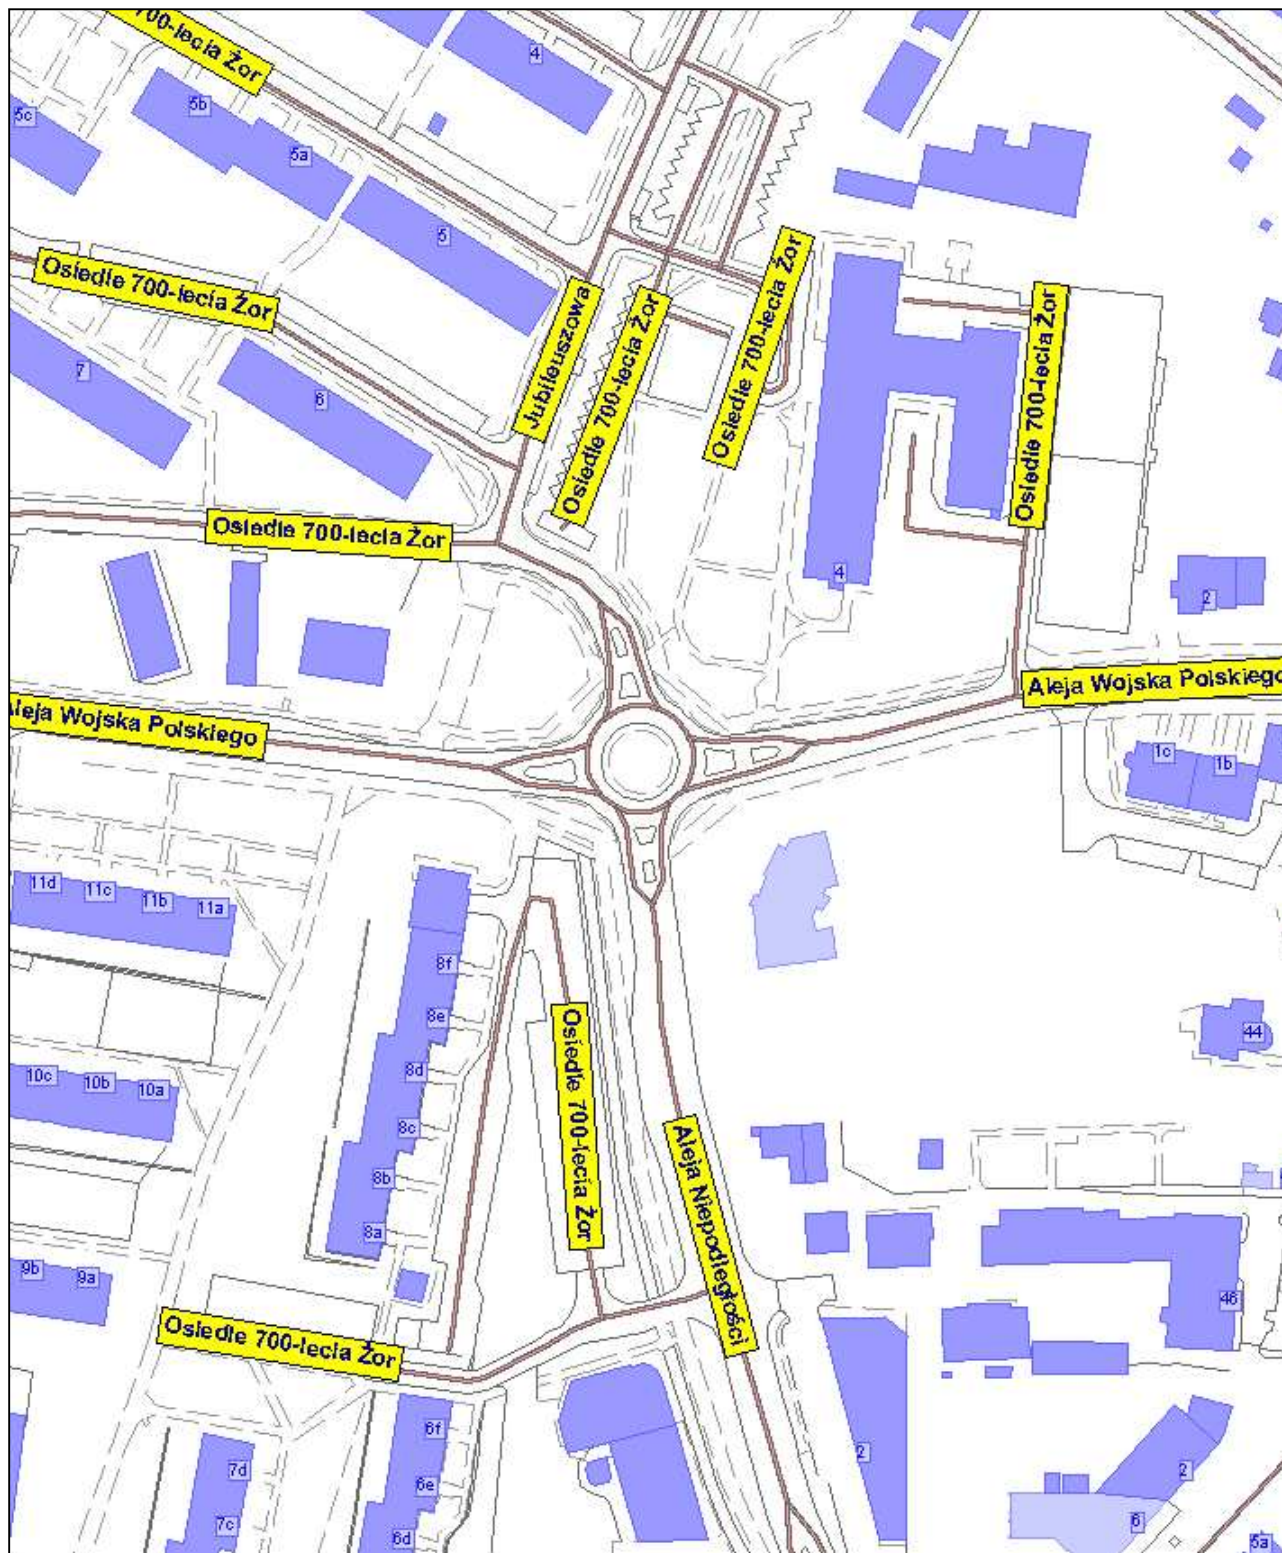 700-lecia Żor
4
5c
5b
5a
5
Osiedle 700-lecia Żor
7
6
Jubileuszowa
Osiedle 700-lecia Żor
Osiedle 700-lecia Żor
Osiedle 700-lecia Żor
Osiedle 700-lecia Żor
4
2
Aleja Wojska Polskiego
Aleja Wojska Polskiego
1c
1b
11d
11c
11b
11a
8f
8e
8d
8c
8b
8a
10c
10b
10a
44
Osiedle 700-lecia Żor
Aleja Niepodległości
9b
9a
46
Osiedle 700-lecia Żor
6f
6e
6d
7d
7c
2
2
6
5a